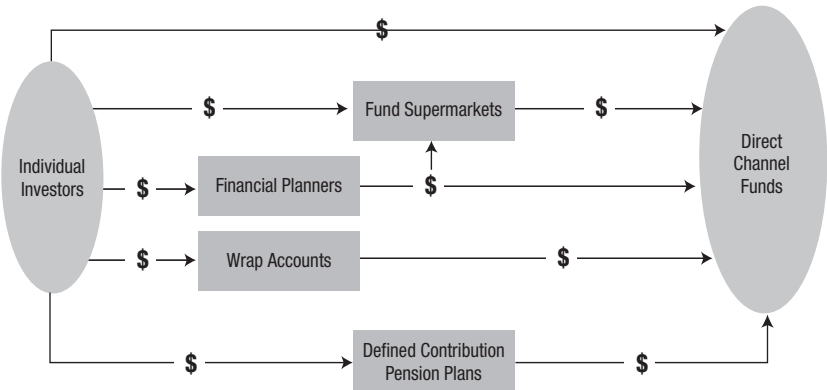 $
$
Fund Supermarkets
$
Individual
Investors
Direct
Channel
Funds
$
Financial Planners
$
$
Wrap Accounts
$
$
Defined Contribution
Pension Plans
$